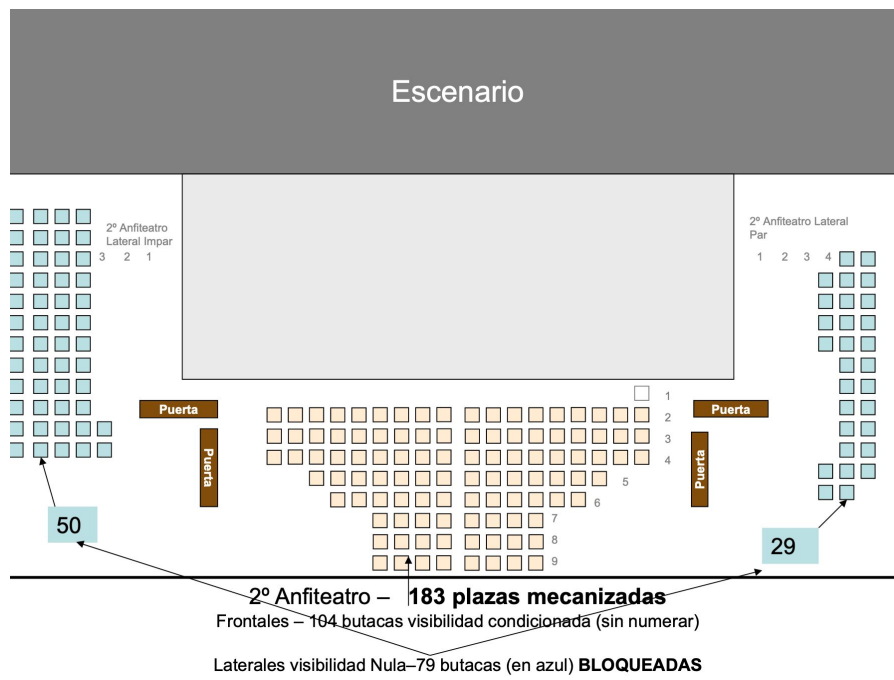 Escenario
2º Anfiteatro
Lateral Impar
3 2 1
2º Anfiteatro Lateral
Par
1 2 3 4
1
Puerta
Puerta
2
3
4
Puerta
Puerta
5
6
7
8
9
50
29
2º Anfiteatro – 183 plazas mecanizadas
Frontales – 104 butacas visibilidad condicionada (sin numerar)
Laterales visibilidad Nula–79 butacas (en azul) BLOQUEADAS